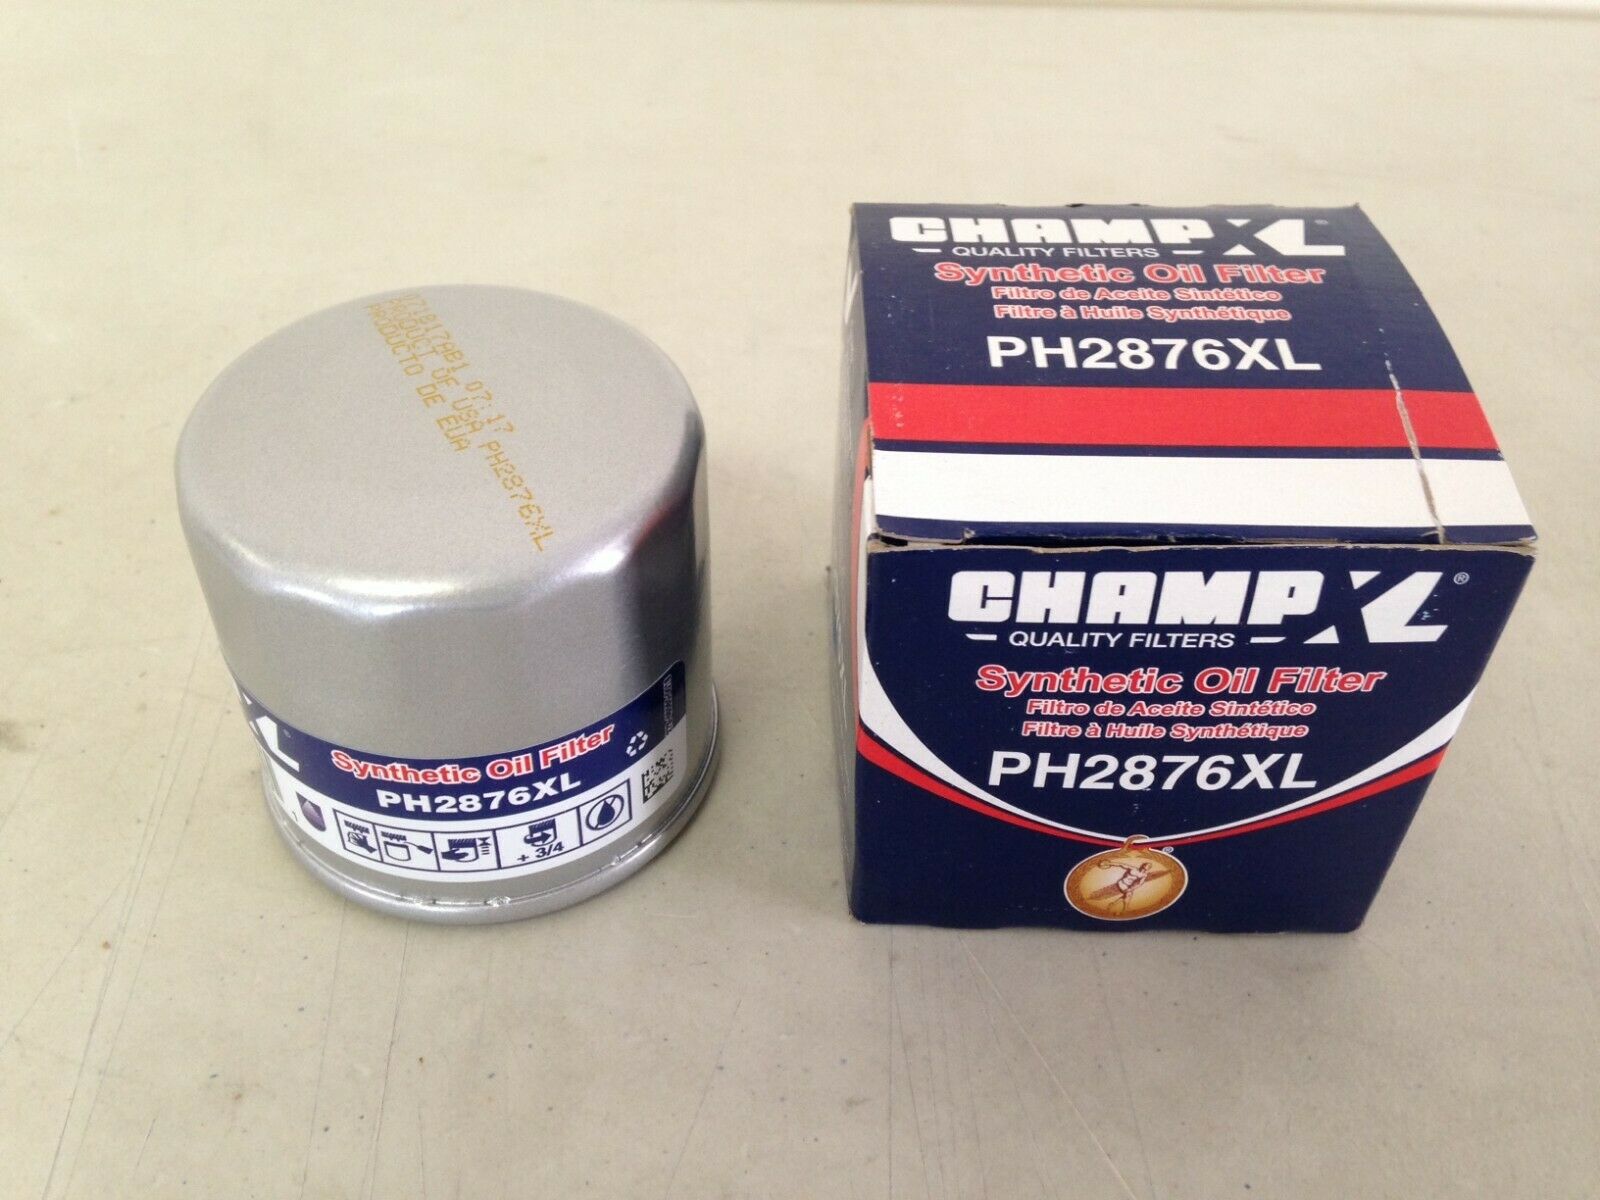 PRODUCT OF USA PH2876XL
PRODUCTO DE EUA
XL
Synthetic Oil Filter
PH2876XL
+ 3/4
CHAMP XL®
QUALITY FILTERS
Synthetic Oil Filter
Filtro de Aceite Sintético
Filtre à Huile Synthétique
PH2876XL
CHAMP XL®
QUALITY FILTERS
Synthetic Oil Filter
Filtro de Aceite Sintético
Filtre à Huile Synthétique
PH2876XL